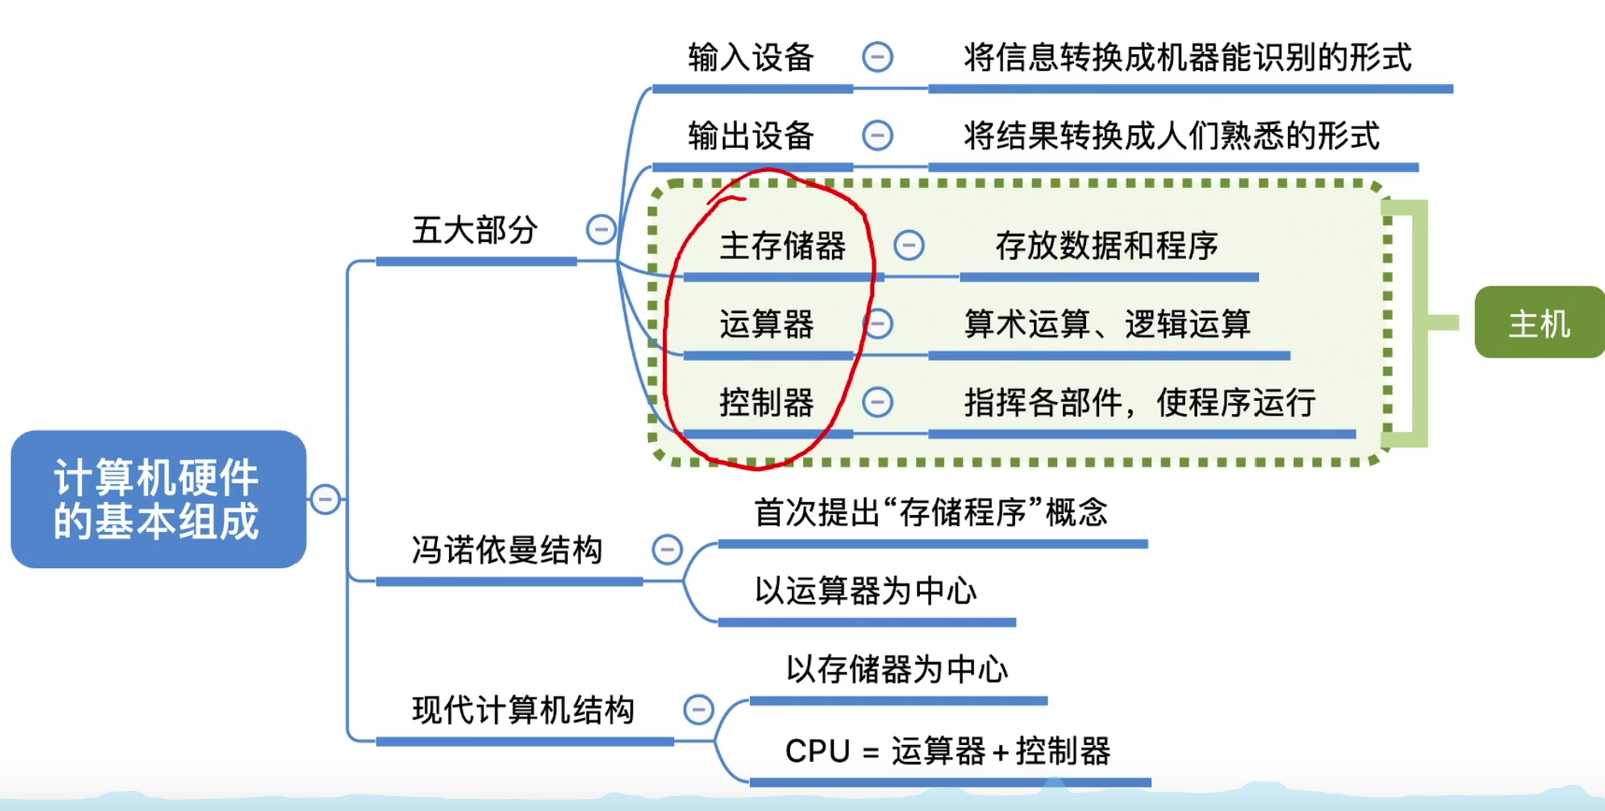 输入设备
将信息转换成机器能识别的形式
输出设备
将结果转换成人们熟悉的形式
五大部分
主存储器
存放数据和程序
运算器
算术运算、逻辑运算
控制器
指挥各部件，使程序运行
主机
计算机硬件
的基本组成
冯诺依曼结构
首次提出“存储程序”概念
以运算器为中心
现代计算机结构
以存储器为中心
CPU = 运算器+控制器